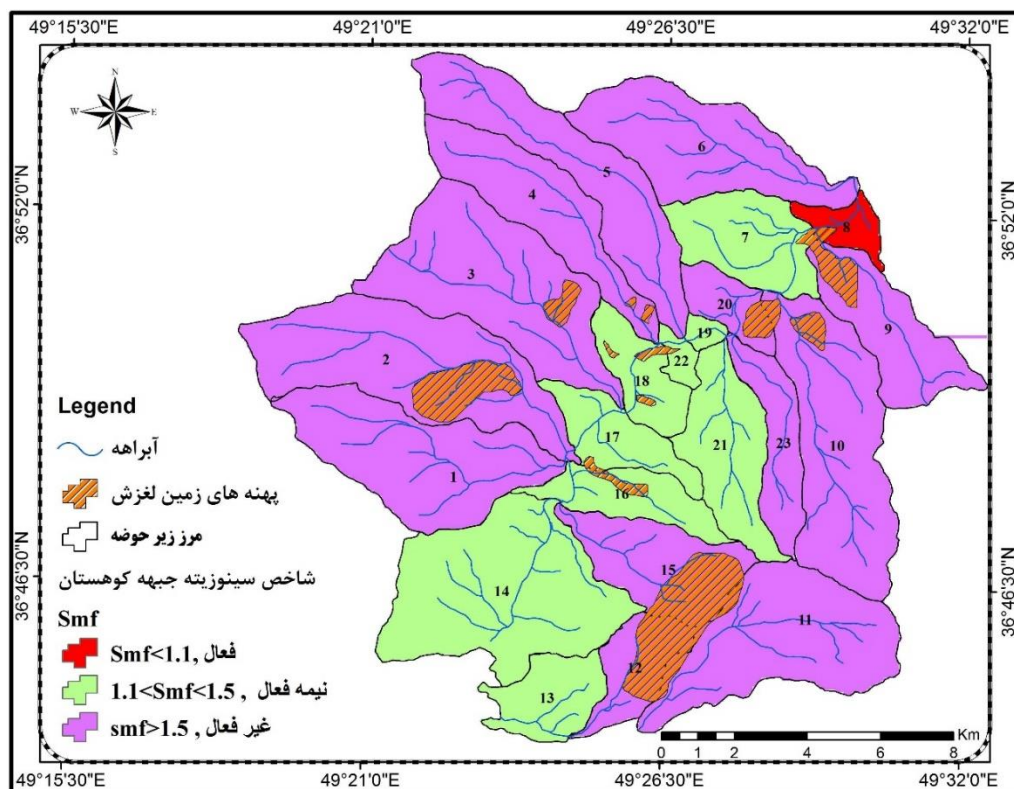 49°15'30"E
49°21'0"E
49°26'30"E
49°32'0"E
36°52'0"N
36°52'0"N
N
W
E
S
6
5
4
7
8
3
20
9
19
22
2
18
17
21
23
10
1
16
15
14
11
12
13
Legend
آبراهه
پهنه های زمین لغزش
مرز زیر حوضه
شاخص سینوزیته جبهه کوهستان
Smf
Smf<1.1, فعال
1.1<Smf<1.5 , نیمه فعال
smf>1.5 , غیر فعال
36°46'30"N
36°46'30"N
Km
0 1 2 4 6 8
49°15'30"E
49°21'0"E
49°26'30"E
49°32'0"E